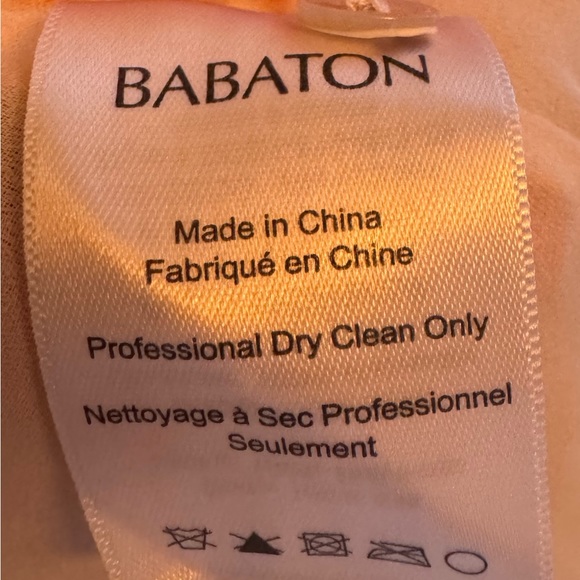 BABATON
Made in China
Fabriqué en Chine
Professional Dry Clean Only
Nettoyage à Sec Professionnel
Seulement